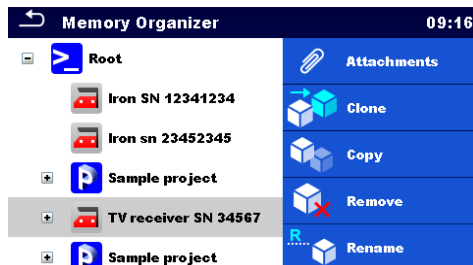 Memory Organizer 09:16
Root
Iron SN 12341234
Iron sn 23452345
Sample project
TV receiver SN 34567
Sample project
Attachments
Clone
Copy
Remove
R...
Rename